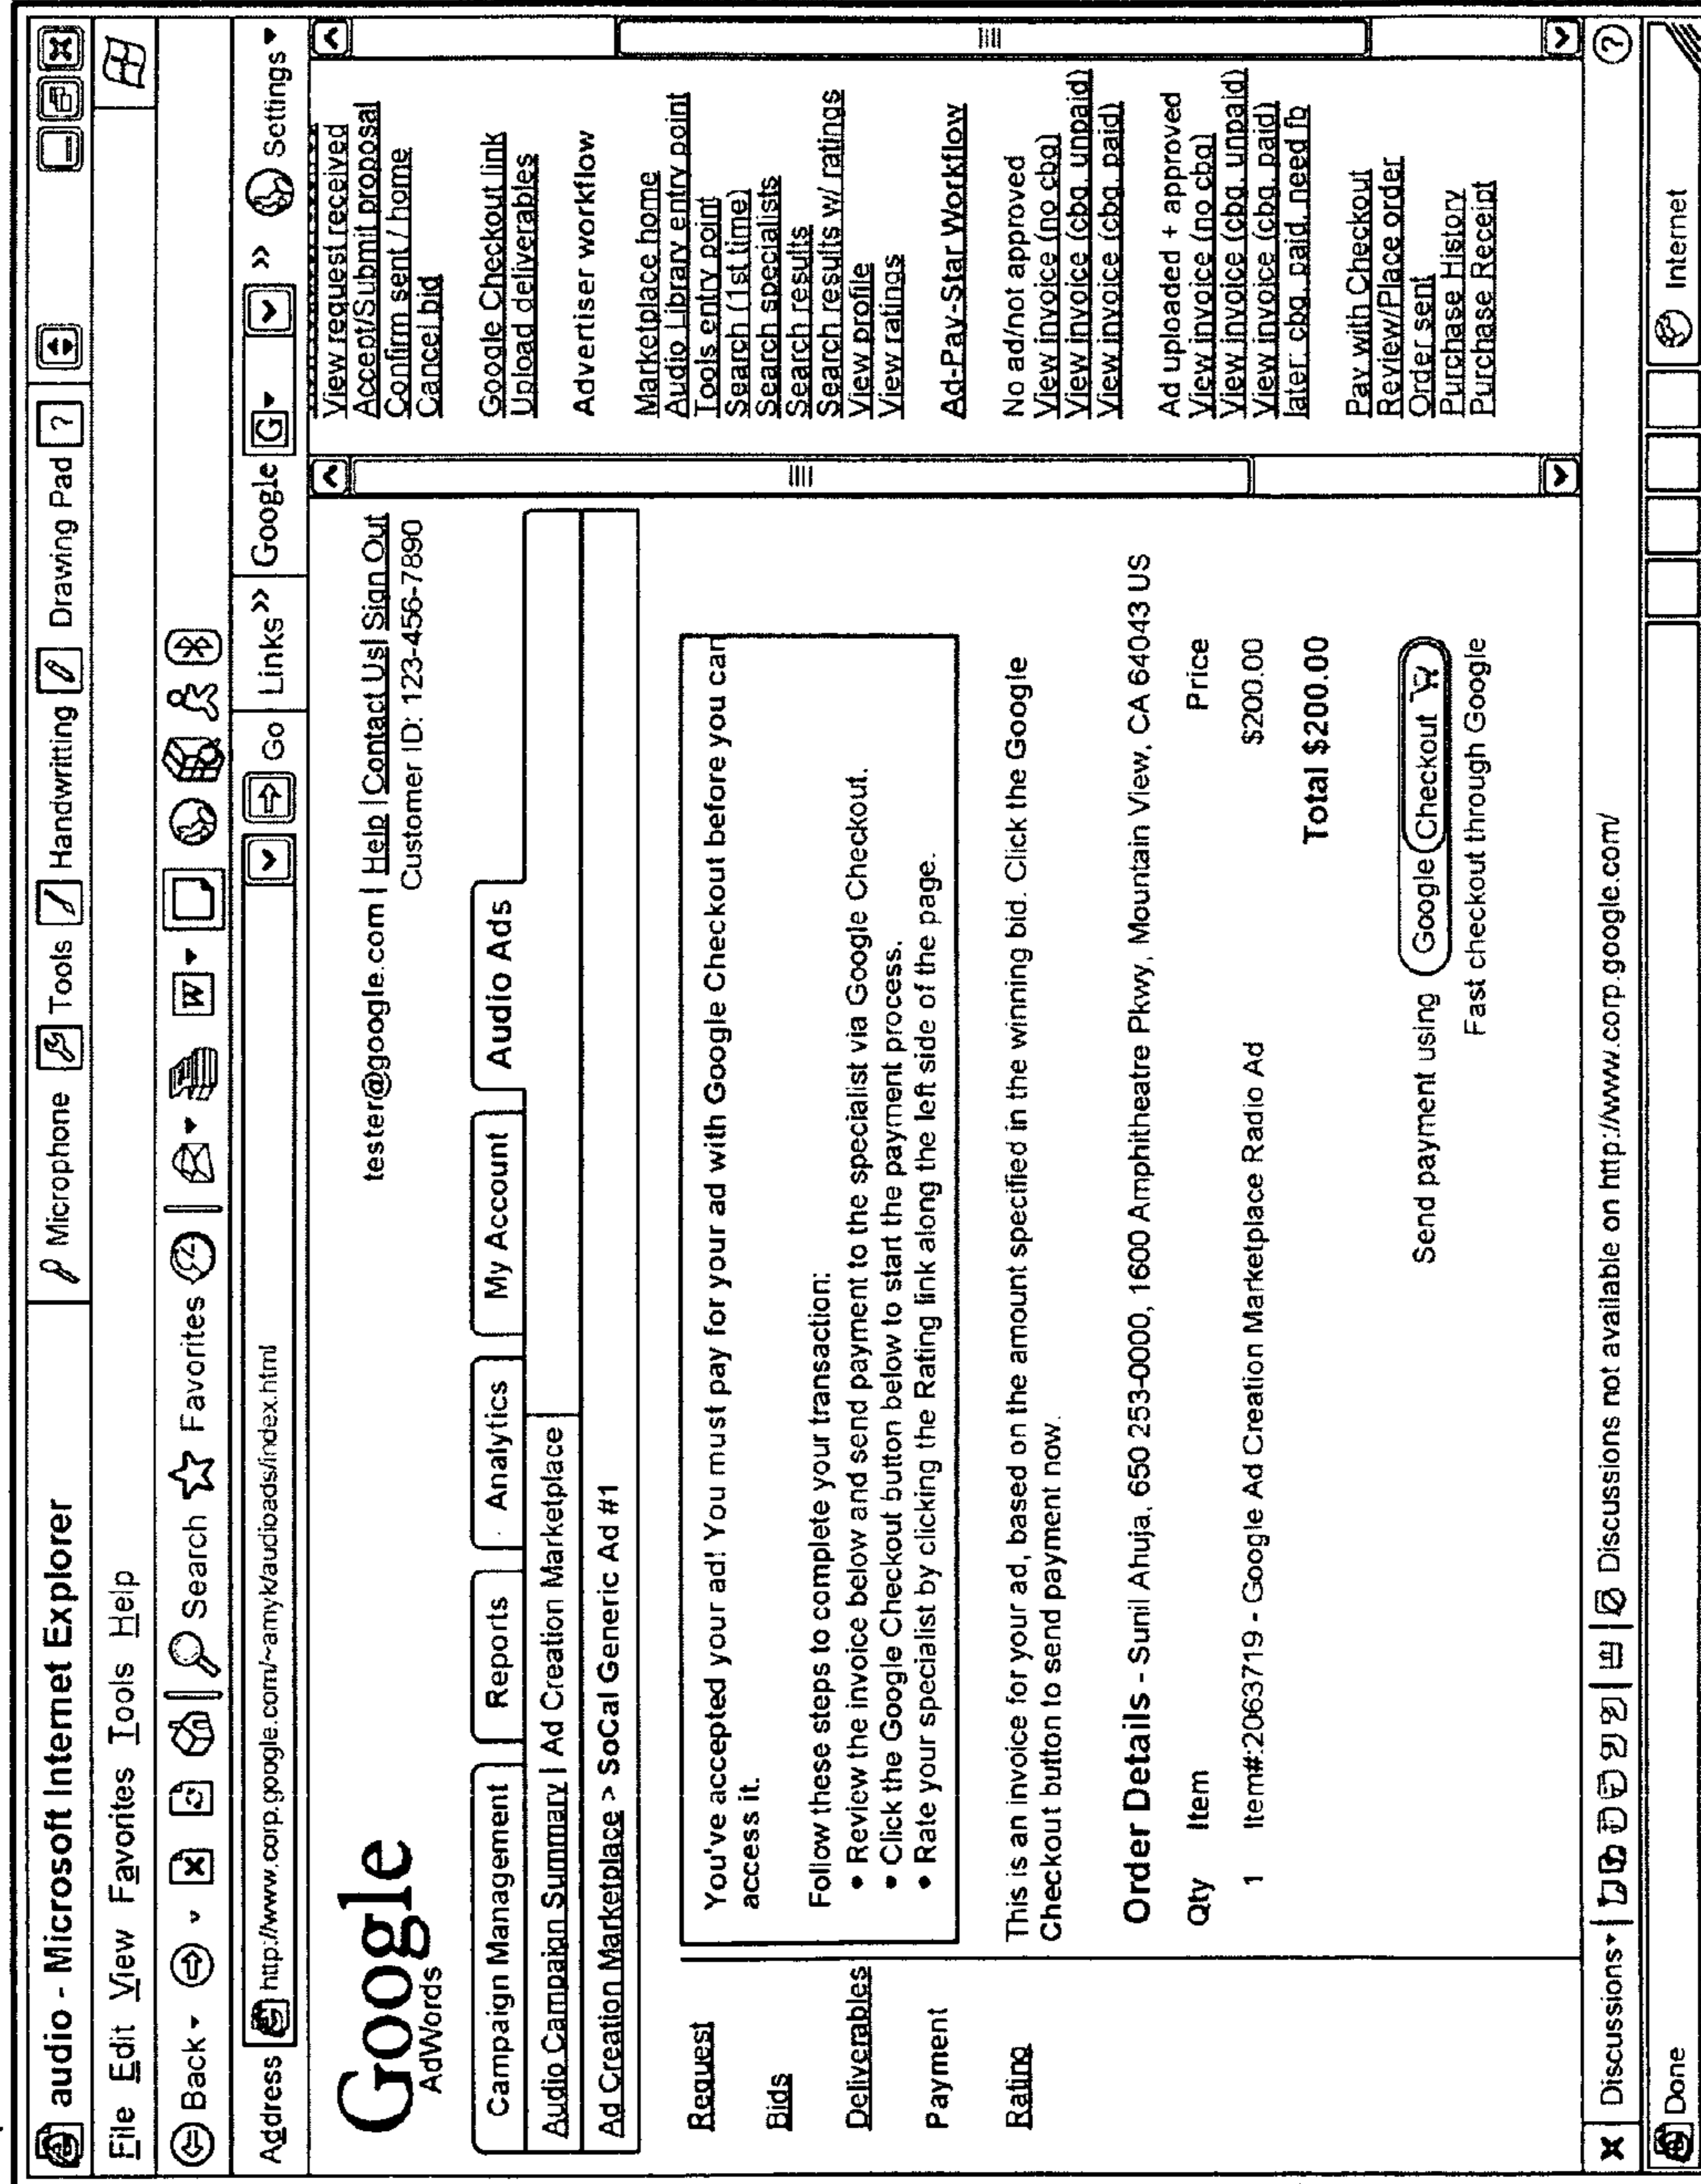 audio - Microsoft Internet Explorer
Microphone Tools Handwritting Drawing Pad ?
File Edit View Favorites Tools Help
Back Search Favorites W
Address http://www.corp.google.com/~amyk/audioads/index.html Go Links >> Google G >> Settings
Google
AdWords
tester@google.com | Help | Contact Us | Sign Out
Customer ID: 123-456-7890
Campaign Management Reports Analytics My Account Audio Ads
Audio Campaign Summary | Ad Creation Marketplace
Ad Creation Marketplace > SoCal Generic Ad #1
Request
Bids
Deliverables
Payment
Rating
You've accepted your ad! You must pay for your ad with Google Checkout before you can
access it.
Follow these steps to complete your transaction:
• Review the invoice below and send payment to the specialist via Google Checkout.
• Click the Google Checkout button below to start the payment process.
• Rate your specialist by clicking the Rating link along the left side of the page.
This is an invoice for your ad, based on the amount specified in the winning bid. Click the Google
Checkout button to send payment now.
Order Details - Sunil Ahuja, 650 253-0000, 1600 Amphitheatre Pkwy, Mountain View, CA 64043 US
Qty Item Price
1 Item#:2063719 - Google Ad Creation Marketplace Radio Ad $200.00
Total $200.00
Send payment using Google Checkout
Fast checkout through Google
View request received
Accept/Submit proposal
Confirm sent / home
Cancel bid
Google Checkout link
Upload deliverables
Advertiser workflow
Marketplace home
Audio Library entry point
Tools entry point
Search (1st time)
Search specialists
Search results
Search results w/ ratings
View profile
View ratings
Ad-Pay-Star Workflow
No ad/not approved
View invoice (no cbg)
View invoice (cbg, unpaid)
View invoice (cbg, paid)
Ad uploaded + approved
View invoice (no cbg)
View invoice (cbg, unpaid)
View invoice (cbg, paid)
later: cbg, paid, need fb
Pay with Checkout
Review/Place order
Order sent
Purchase History
Purchase Receipt
X Discussions Discussions not available on http://www.corp.google.com/ ?
Done Internet